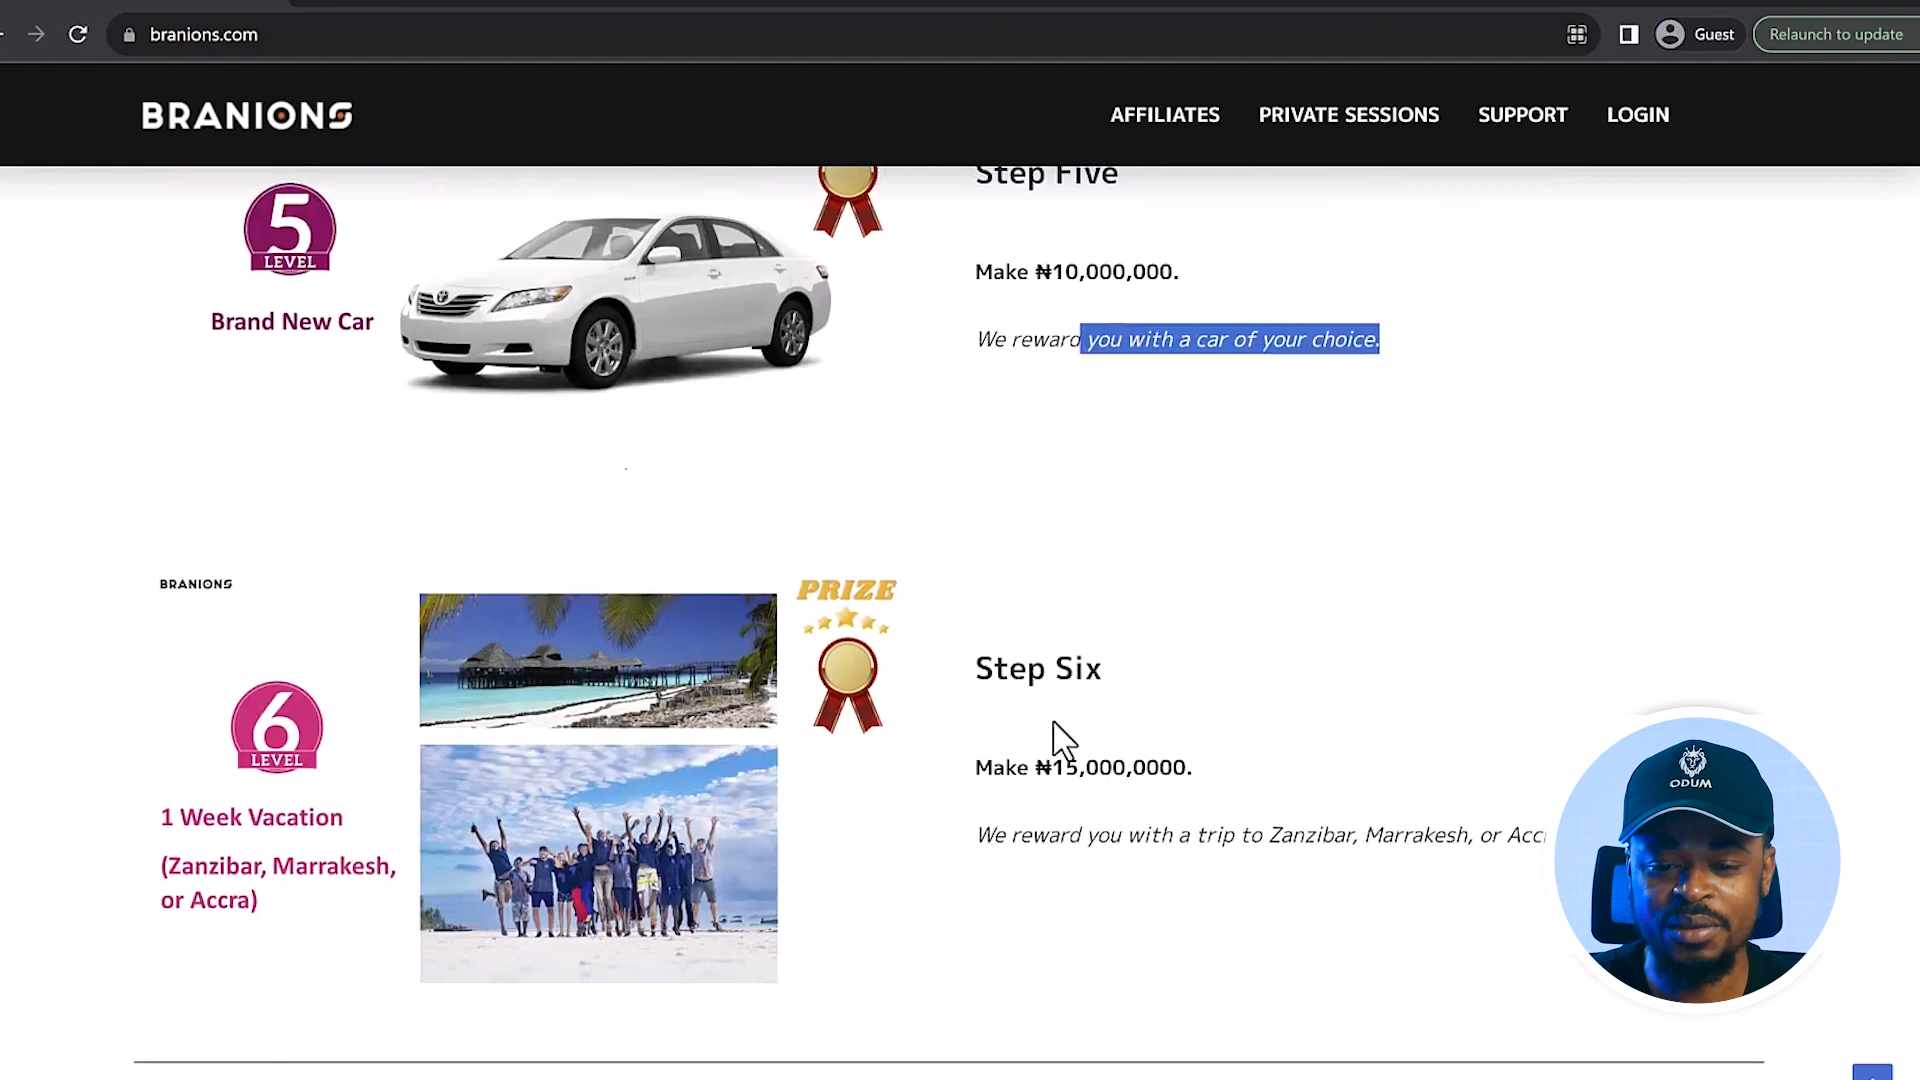 branions.com
Guest
Relaunch to update
BRANIONS
AFFILIATES
PRIVATE SESSIONS
SUPPORT
LOGIN
5
LEVEL
Brand New Car
Step Five
Make ₦10,000,000.
We reward you with a car of your choice.
BRANIONS
PRIZE
6
LEVEL
1 Week Vacation
(Zanzibar, Marrakesh,
or Accra)
Step Six
Make ₦15,000,0000.
We reward you with a trip to Zanzibar, Marrakesh, or
ODUM